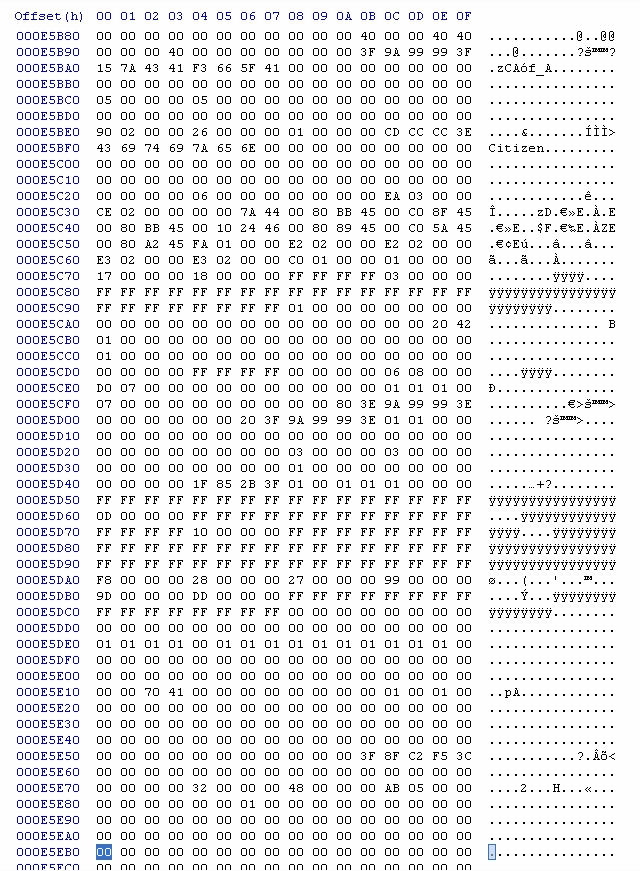 Offset(h) 00 01 02 03 04 05 06 07 08 09 0A 0B 0C 0D 0E 0F
000E5B80 00 00 00 00 00 00 00 00 00 00 00 40 00 00 40 40 ...........@..@@
000E5B90 00 00 00 40 00 00 00 00 00 00 00 3F 9A 99 99 3F ...@.......?š™™?
000E5BA0 15 7A 43 41 F3 66 5F 41 00 00 00 00 00 00 00 00 .zCAóf_A........
000E5BB0 00 00 00 00 00 00 00 00 00 00 00 00 00 00 00 00 ................
000E5BC0 05 00 00 00 05 00 00 00 00 00 00 00 00 00 00 00 ................
000E5BD0 00 00 00 00 00 00 00 00 00 00 00 00 00 00 00 00 ................
000E5BE0 90 02 00 00 26 00 00 00 01 00 00 00 CD CC CC 3E ....&.......ÍÌÌ>
000E5BF0 43 69 74 69 7A 65 6E 00 00 00 00 00 00 00 00 00 Citizen.........
000E5C00 00 00 00 00 00 00 00 00 00 00 00 00 00 00 00 00 ................
000E5C10 00 00 00 00 00 00 00 00 00 00 00 00 00 00 00 00 ................
000E5C20 00 00 00 00 06 00 00 00 00 00 00 00 EA 03 00 00 ............ê...
000E5C30 CE 02 00 00 00 00 7A 44 00 80 BB 45 00 C0 8F 45 Î.....zD.€»E.À.E
000E5C40 00 80 BB 45 00 10 24 46 00 80 89 45 00 C0 5A 45 .€»E..$F.€‰E.ÀZE
000E5C50 00 80 A2 45 FA 01 00 00 E2 02 00 00 E2 02 00 00 .€¢Eú...â...â...
000E5C60 E3 02 00 00 E3 02 00 00 C0 01 00 00 01 00 00 00 ã...ã...À.......
000E5C70 17 00 00 00 18 00 00 00 FF FF FF FF 03 00 00 00 ........ÿÿÿÿ....
000E5C80 FF FF FF FF FF FF FF FF FF FF FF FF FF FF FF FF ÿÿÿÿÿÿÿÿÿÿÿÿÿÿÿÿ
000E5C90 FF FF FF FF FF FF FF FF 01 00 00 00 00 00 00 00 ÿÿÿÿÿÿÿÿ........
000E5CA0 00 00 00 00 00 00 00 00 00 00 00 00 00 00 20 42 .............. B
000E5CB0 01 00 00 00 00 00 00 00 00 00 00 00 00 00 00 00 ................
000E5CC0 01 00 00 00 00 00 00 00 00 00 00 00 00 00 00 00 ................
000E5CD0 00 00 00 00 FF FF FF FF 00 00 00 00 06 08 00 00 ....ÿÿÿÿ........
000E5CE0 D0 07 00 00 00 00 00 00 00 00 00 00 01 01 01 00 Ð...............
000E5CF0 07 00 00 00 00 00 00 00 00 00 80 3E 9A 99 99 3E ..........€>š™™>
000E5D00 00 00 00 00 00 00 20 3F 9A 99 99 3E 01 01 00 00 ...... ?š™™>....
000E5D10 00 00 00 00 00 00 00 00 00 00 00 00 00 00 00 00 ................
000E5D20 00 00 00 00 00 00 00 00 03 00 00 00 03 00 00 00 ................
000E5D30 00 00 00 00 00 00 00 00 01 00 00 00 00 00 00 00 ................
000E5D40 00 00 00 00 1F 85 2B 3F 01 00 01 01 01 00 00 00 .....…+?........
000E5D50 FF FF FF FF FF FF FF FF FF FF FF FF FF FF FF FF ÿÿÿÿÿÿÿÿÿÿÿÿÿÿÿÿ
000E5D60 0D 00 00 00 FF FF FF FF FF FF FF FF FF FF FF FF ....ÿÿÿÿÿÿÿÿÿÿÿÿ
000E5D70 FF FF FF FF 10 00 00 00 FF FF FF FF FF FF FF FF ÿÿÿÿ....ÿÿÿÿÿÿÿÿ
000E5D80 FF FF FF FF FF FF FF FF FF FF FF FF FF FF FF FF ÿÿÿÿÿÿÿÿÿÿÿÿÿÿÿÿ
000E5D90 FF FF FF FF FF FF FF FF FF FF FF FF FF FF FF FF ÿÿÿÿÿÿÿÿÿÿÿÿÿÿÿÿ
000E5DA0 F8 00 00 00 28 00 00 00 27 00 00 00 99 00 00 00 ø...(...'...™...
000E5DB0 9D 00 00 00 DD 00 00 00 FF FF FF FF FF FF FF FF ....Ý...ÿÿÿÿÿÿÿÿ
000E5DC0 FF FF FF FF FF FF FF FF 00 00 00 00 00 00 00 00 ÿÿÿÿÿÿÿÿ........
000E5DD0 00 00 00 00 00 00 00 00 00 00 00 00 00 00 00 00 ................
000E5DE0 01 01 01 01 00 01 01 01 01 01 01 01 01 01 01 00 ................
000E5DF0 00 00 00 00 00 00 00 00 00 00 00 00 00 00 00 00 ................
000E5E00 00 00 00 00 00 00 00 00 00 00 00 00 00 00 00 00 ................
000E5E10 00 00 70 41 00 00 00 00 00 00 00 00 01 00 01 00 ..pA............
000E5E20 00 00 00 00 00 00 00 00 00 00 00 00 00 00 00 00 ................
000E5E30 00 00 00 00 00 00 00 00 00 00 00 00 00 00 00 00 ................
000E5E40 00 00 00 00 00 00 00 00 00 00 00 00 00 00 00 00 ................
000E5E50 00 00 00 00 00 00 00 00 00 00 00 3F 8F C2 F5 3C ...........?.Âõ<
000E5E60 00 00 00 00 00 00 00 00 00 00 00 00 00 00 00 00 ................
000E5E70 00 00 00 00 32 00 00 00 48 00 00 00 AB 05 00 00 ....2...H...«...
000E5E80 00 00 00 00 00 00 01 00 00 00 00 00 00 00 00 00 ................
000E5E90 00 00 00 00 00 00 00 00 00 00 00 00 00 00 00 00 ................
000E5EA0 00 00 00 00 00 00 00 00 00 00 00 00 00 00 00 00 ................
000E5EB0 00 00 00 00 00 00 00 00 00 00 00 00 00 00 00 00 ................